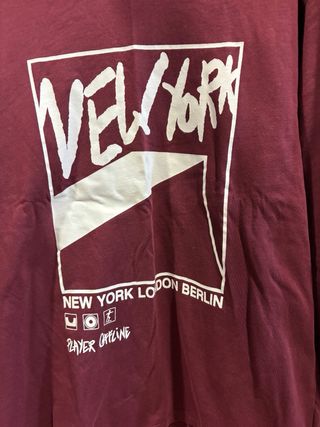 NEW YORK
NEW YORK LONDON BERLIN
PLAYER OFFLINE